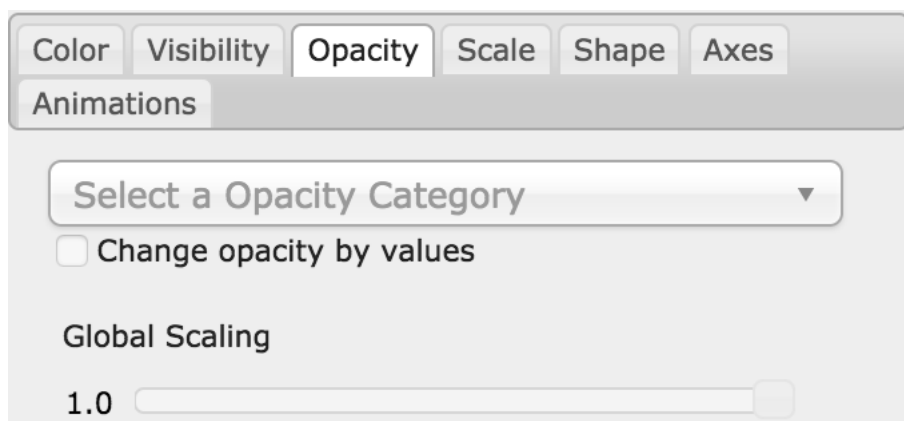 Color Visibility Opacity Scale Shape Axes
Animations
Select a Opacity Category
Change opacity by values
Global Scaling
1.0